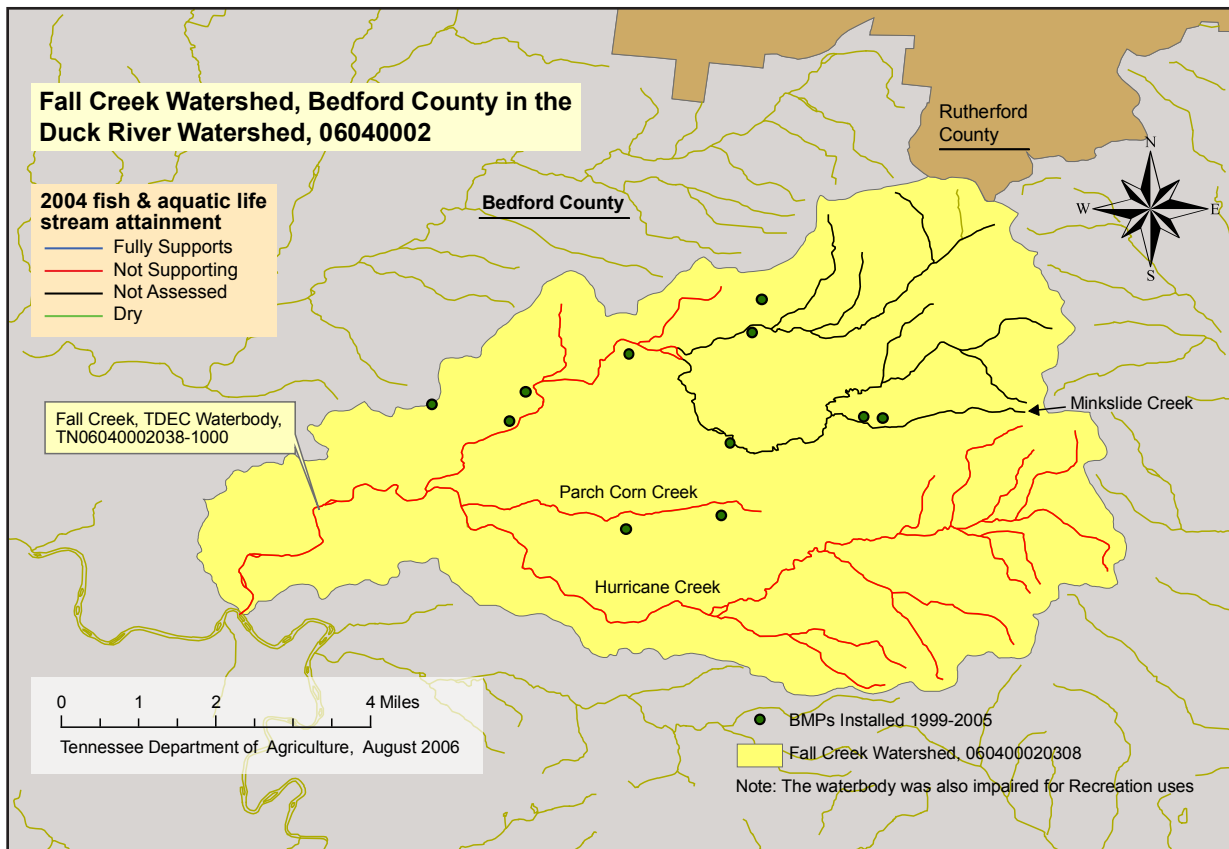 Fall Creek Watershed, Bedford County in the
Duck River Watershed, 06040002
Rutherford
County
N
W
E
S
2004 fish & aquatic life
stream attainment
Fully Supports
Not Supporting
Not Assessed
Dry
Bedford County
Minkslide Creek
Fall Creek, TDEC Waterbody,
TN06040002038-1000
Parch Corn Creek
Hurricane Creek
0 1 2 3 4 Miles
Tennessee Department of Agriculture, August 2006
BMPs Installed 1999-2005
Fall Creek Watershed, 060400020308
Note: The waterbody was also impaired for Recreation uses